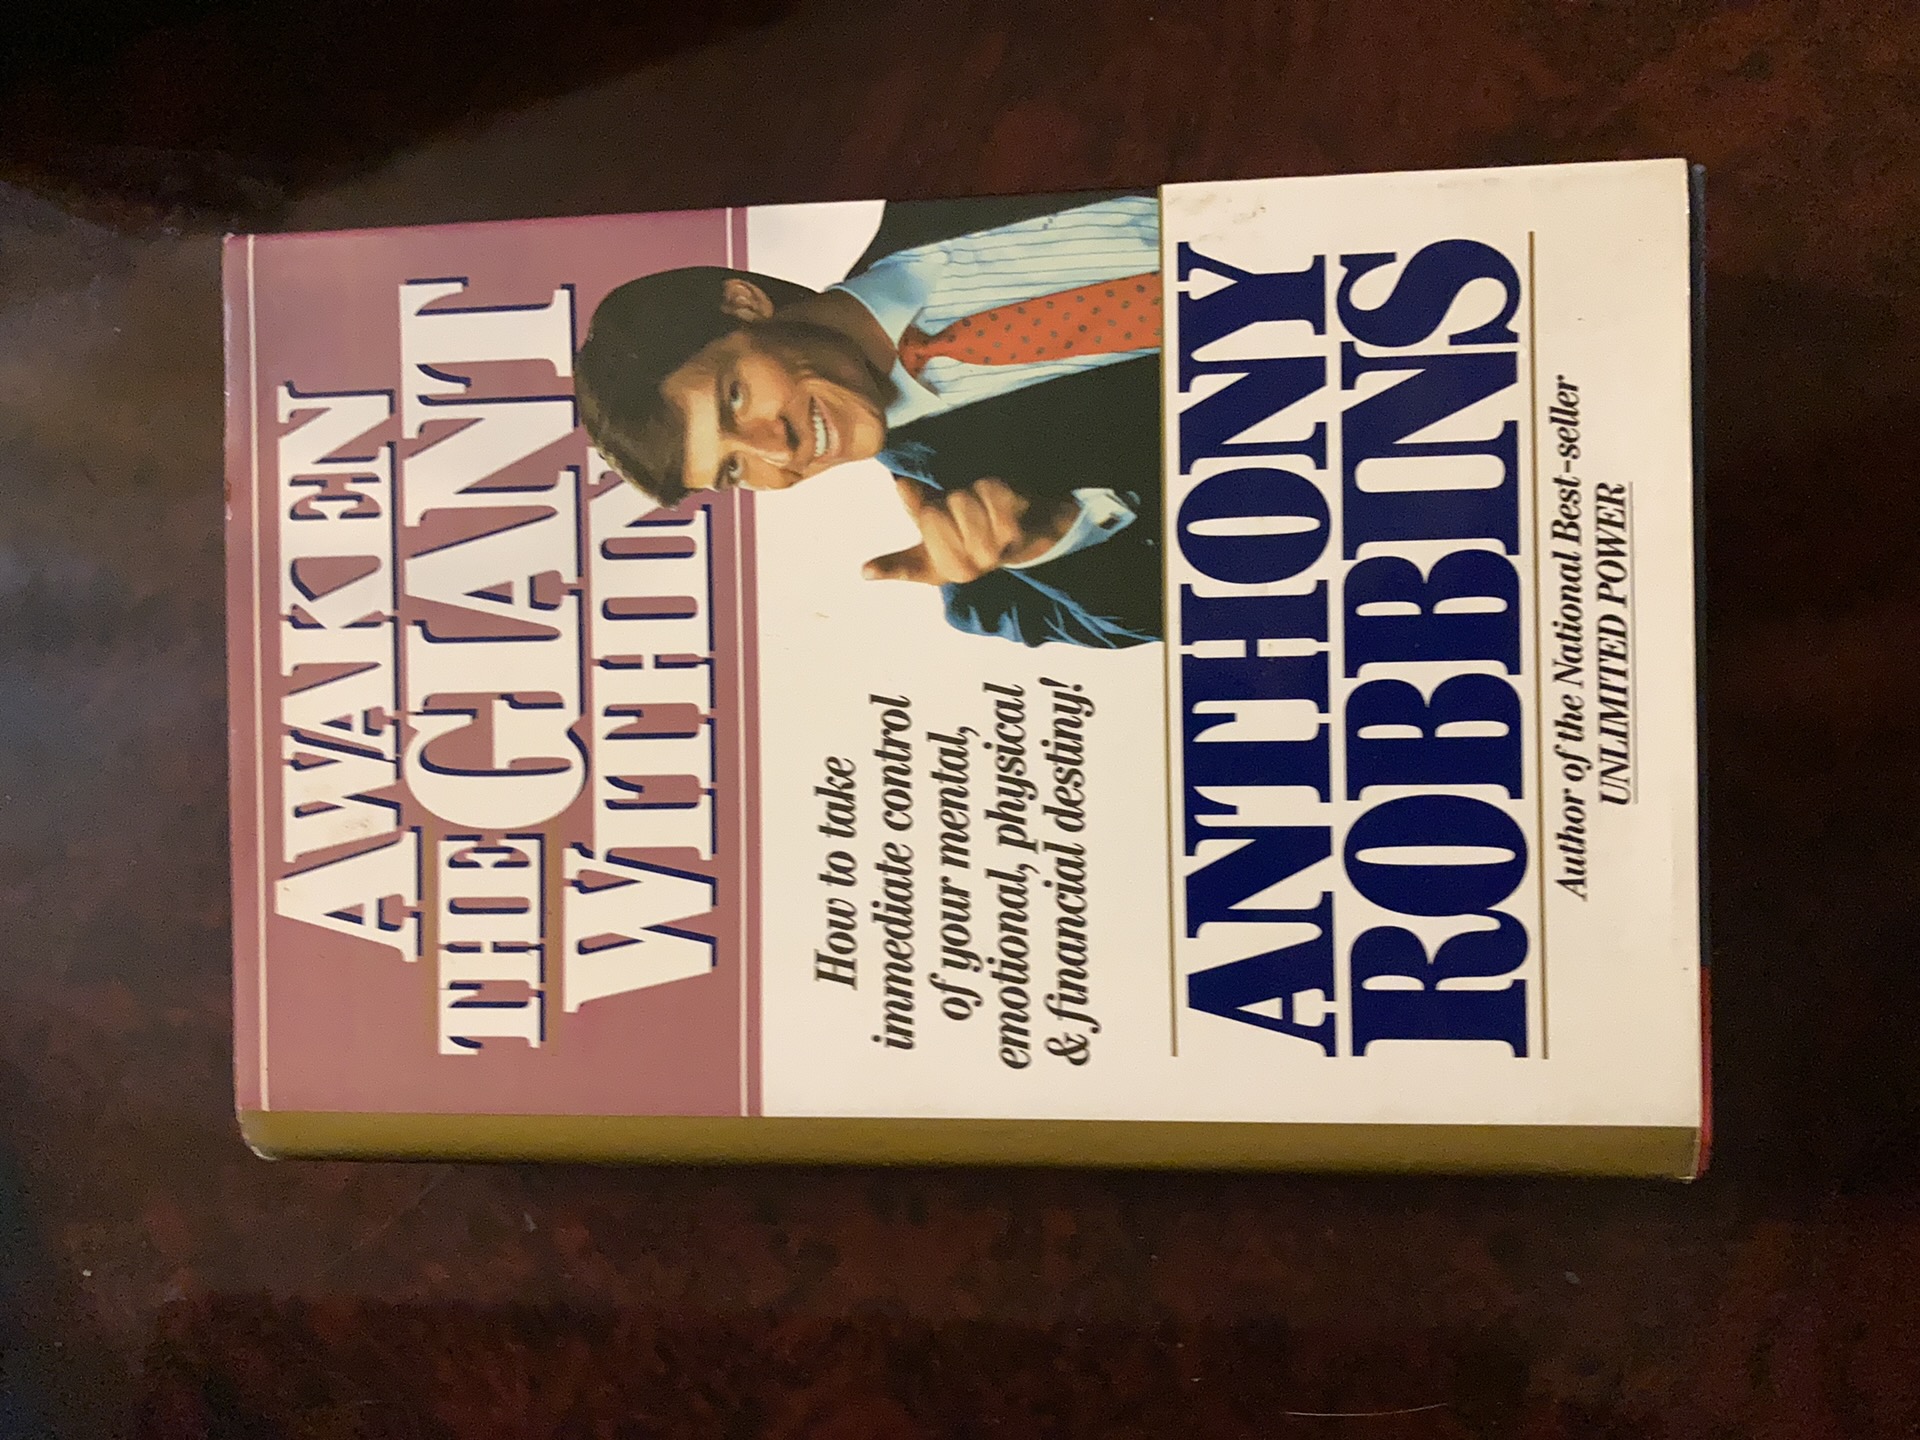 AWAKEN
THE GIANT
WITHIN
How to take
immediate control
of your mental,
emotional, physical
& financial destiny!
ANTHONY
ROBBINS
Author of the National Best-seller
UNLIMITED POWER